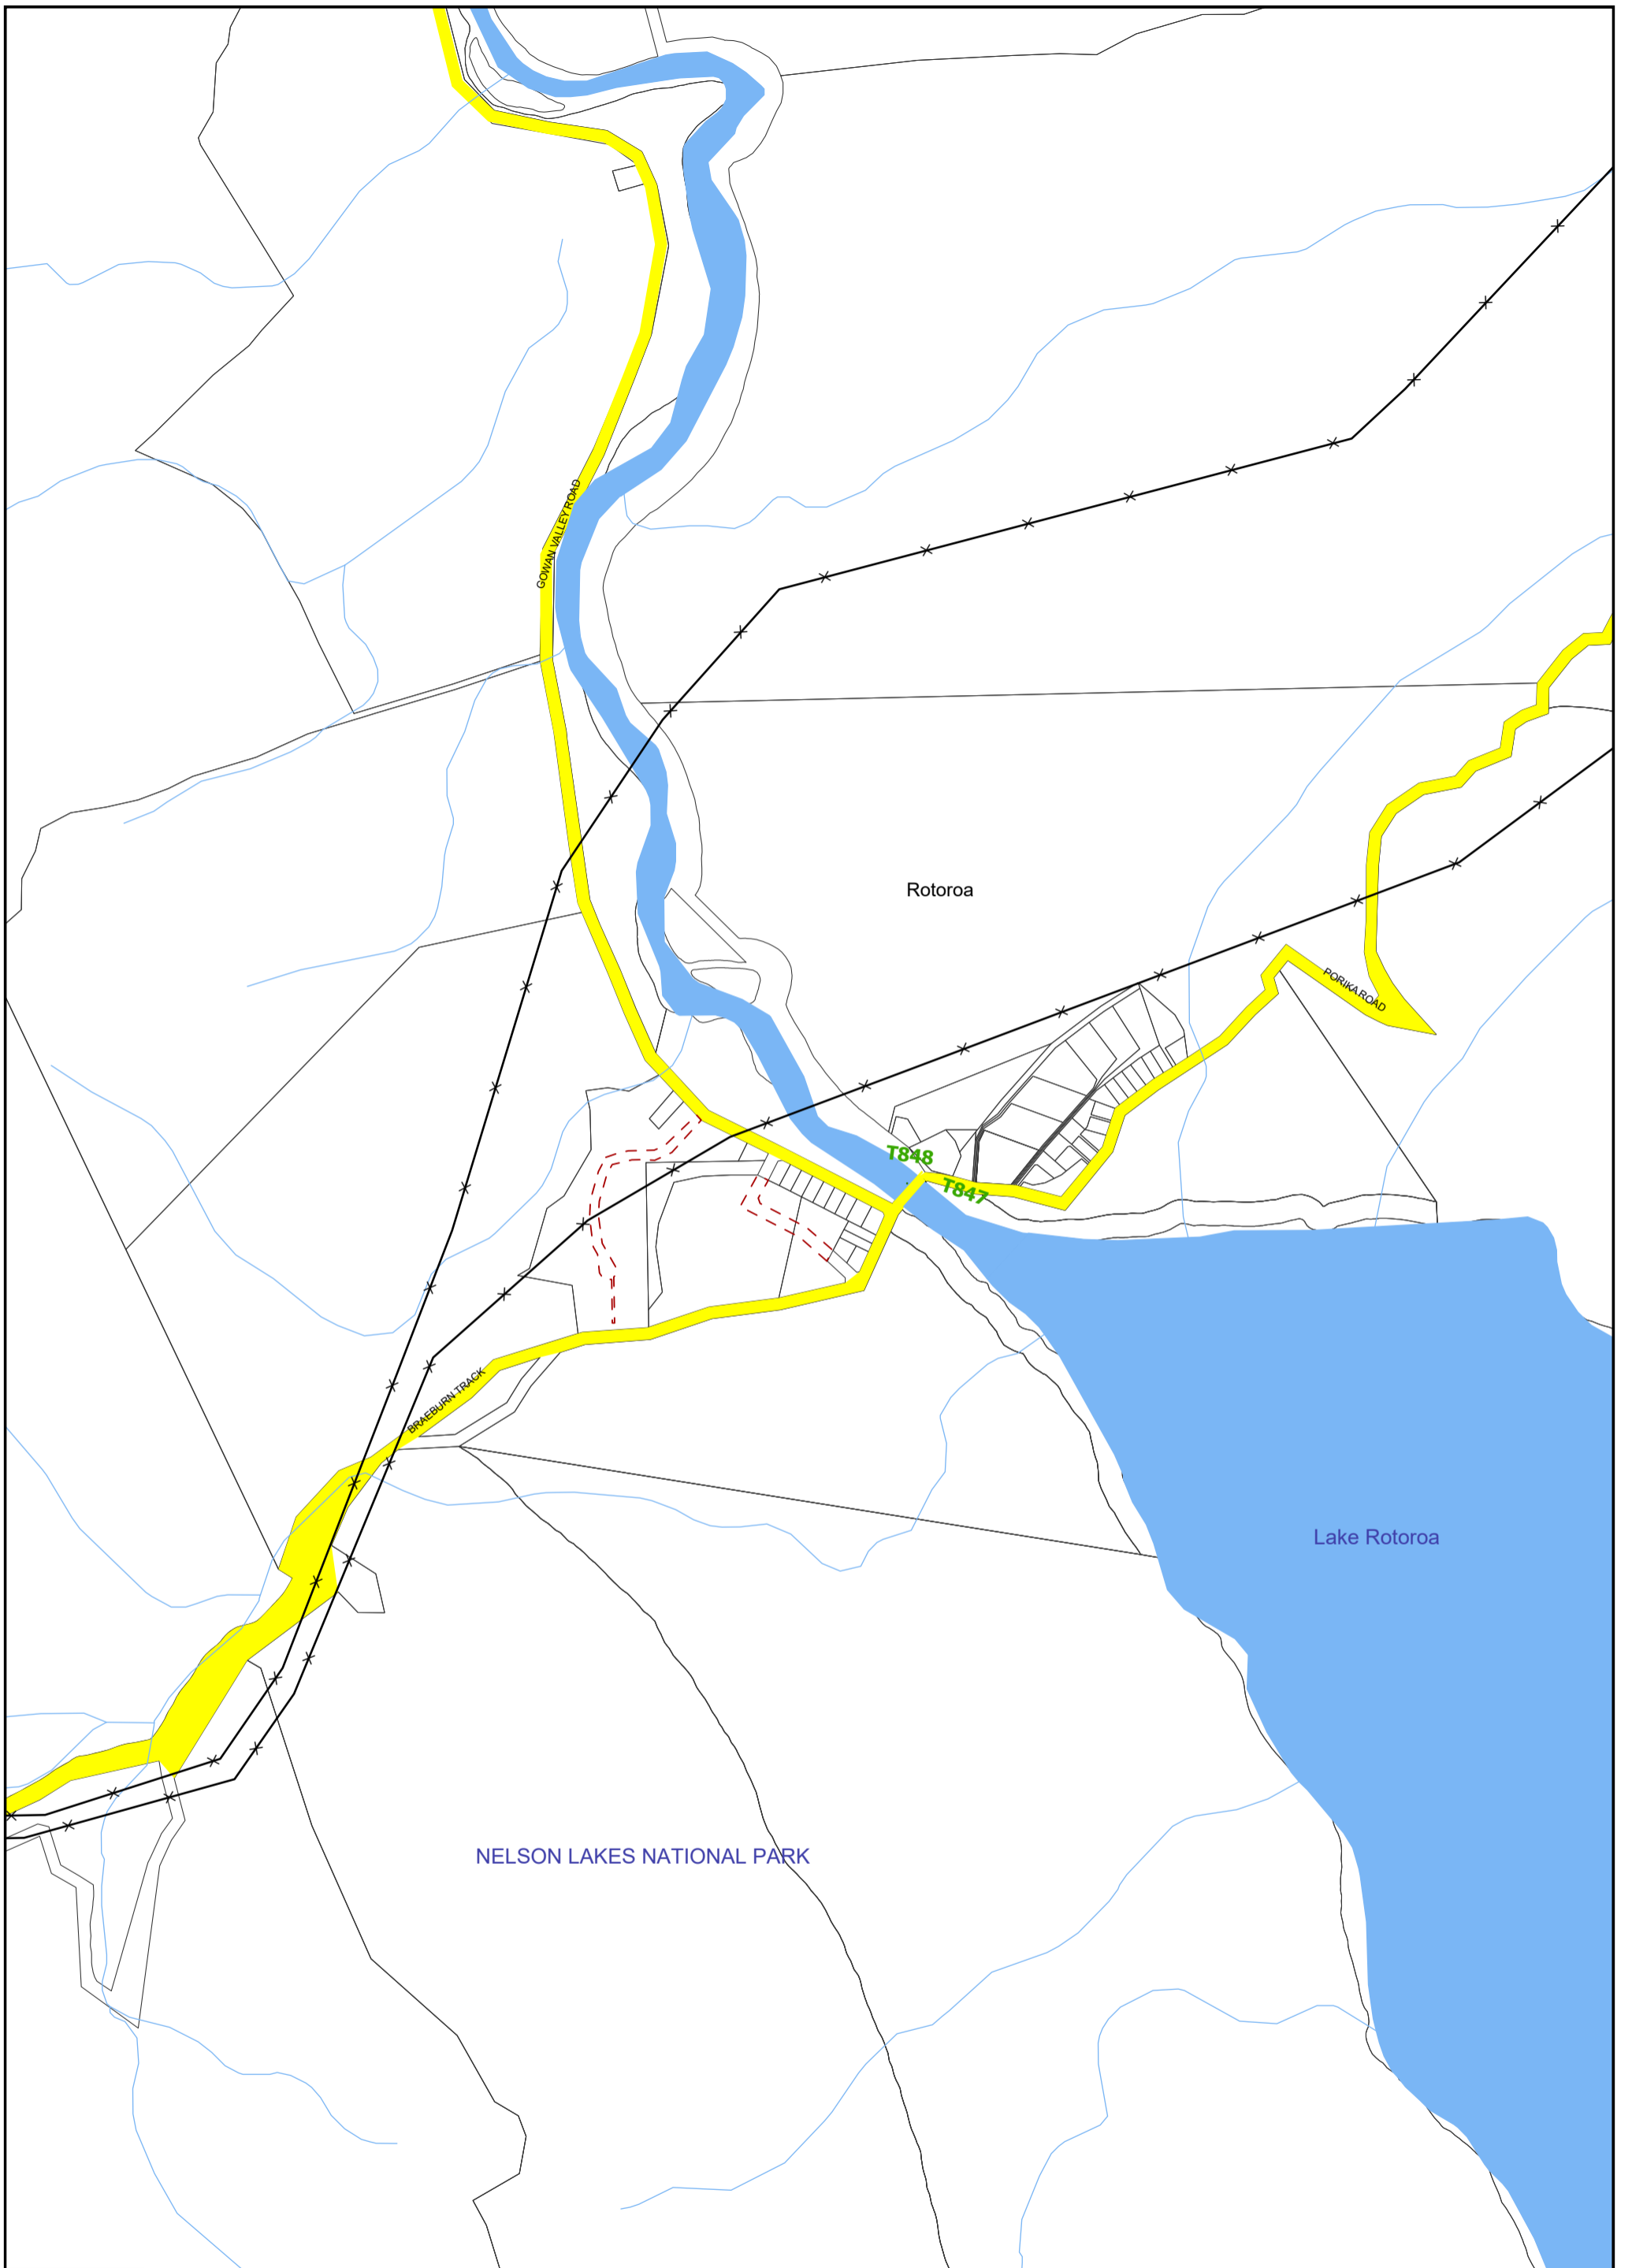 GOWAN VALLEY ROAD
Rotoroa
PORIKA ROAD
T848
T847
BRAEBURN TRACK
Lake Rotoroa
NELSON LAKES NATIONAL PARK